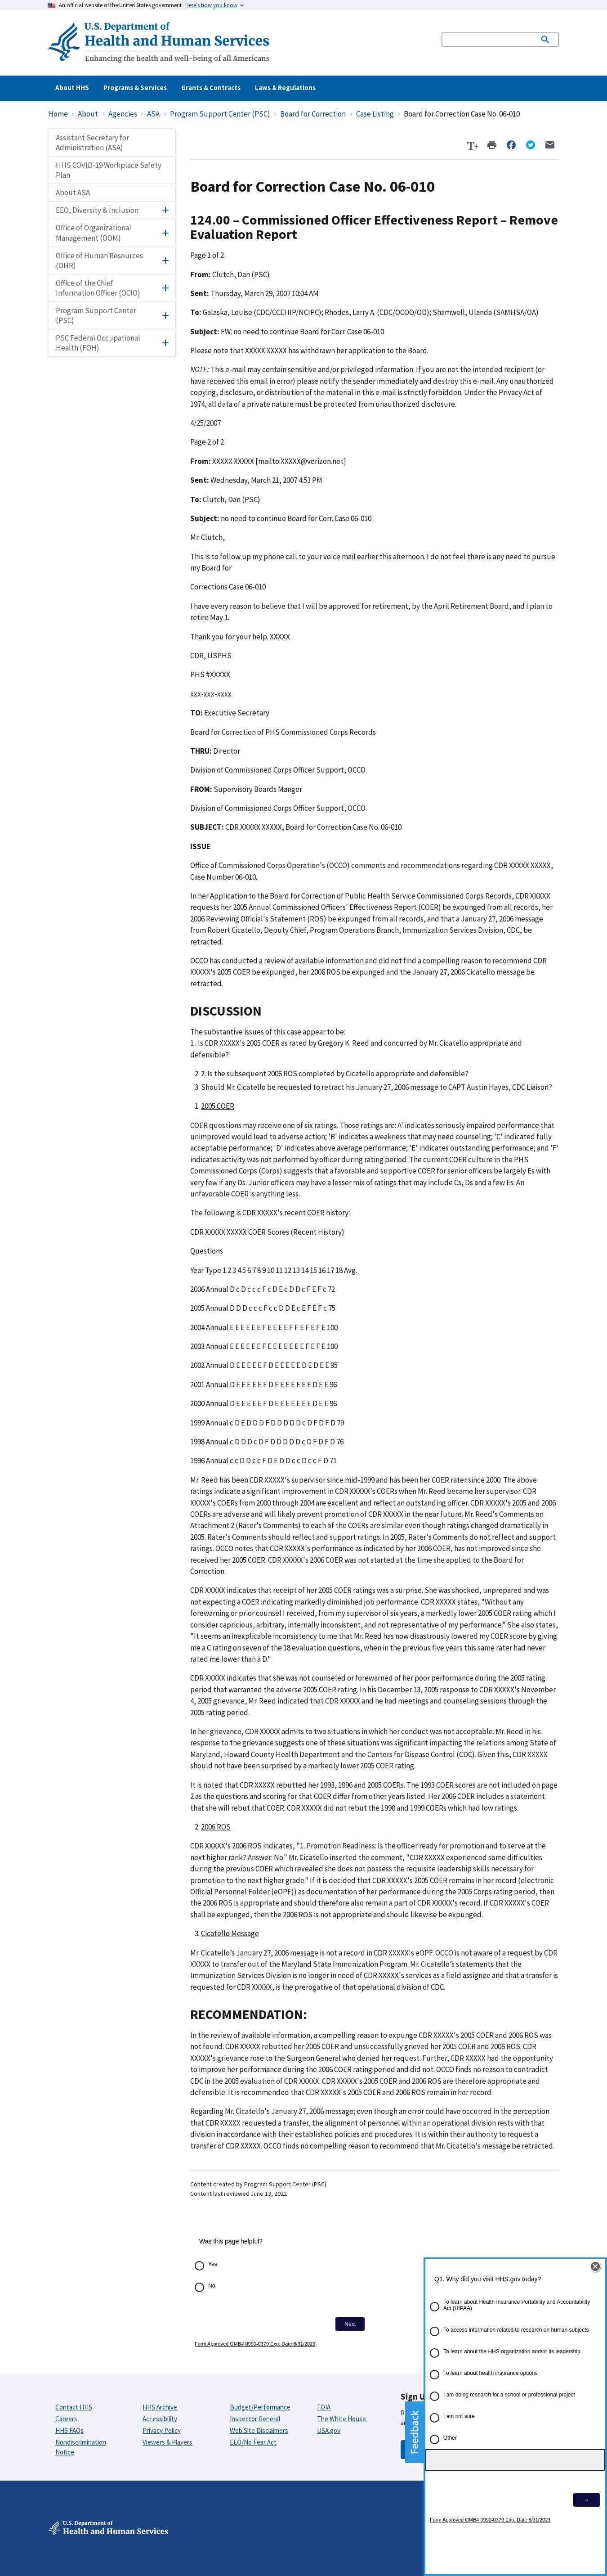 An official website of the United States government Here's how you know
U.S. Department of
Health and Human Services
Enhancing the health and well-being of all Americans
About HHS Programs & Services Grants & Contracts Laws & Regulations
Home › About › Agencies › ASA › Program Support Center (PSC) › Board for Correction › Case Listing › Board for Correction Case No. 06-010
Assistant Secretary for
Administration (ASA)
HHS COVID-19 Workplace Safety
Plan
About ASA
EEO, Diversity & Inclusion
Office of Organizational
Management (OOM)
Office of Human Resources
(OHR)
Office of the Chief
Information Officer (OCIO)
Program Support Center
(PSC)
PSC Federal Occupational
Health (FOH)
T+
Board for Correction Case No. 06-010
124.00 – Commissioned Officer Effectiveness Report – Remove
Evaluation Report
Page 1 of 2
From: Clutch, Dan (PSC)
Sent: Thursday, March 29, 2007 10:04 AM
To: Galaska, Louise (CDC/CCEHIP/NCIPC); Rhodes, Larry A. (CDC/OCOO/OD); Shamwell, Ulanda (SAMHSA/OA)
Subject: FW: no need to continue Board for Corr. Case 06-010
Please note that XXXXX XXXXX has withdrawn her application to the Board.
NOTE: This e-mail may contain sensitive and/or privileged information. If you are not the intended recipient (or
have received this email in error) please notify the sender immediately and destroy this e-mail. Any unauthorized
copying, disclosure, or distribution of the material in this e-mail is strictly forbidden. Under the Privacy Act of
1974, all data of a private nature must be protected from unauthorized disclosure.
4/25/2007
Page 2 of 2
From: XXXXX XXXXX [mailto:XXXXX@verizon.net]
Sent: Wednesday, March 21, 2007 4:53 PM
To: Clutch, Dan (PSC)
Subject: no need to continue Board for Corr. Case 06-010
Mr. Clutch,
This is to follow up my phone call to your voice mail earlier this afternoon. I do not feel there is any need to pursue
my Board for
Corrections Case 06-010
I have every reason to believe that I will be approved for retirement, by the April Retirement Board, and I plan to
retire May 1.
Thank you for your help. XXXXX
CDR, USPHS
PHS #XXXXX
xxx-xxx-xxxx
TO: Executive Secretary
Board for Correction of PHS Commissioned Corps Records
THRU: Director
Division of Commissioned Corps Officer Support, OCCO
FROM: Supervisory Boards Manger
Division of Commissioned Corps Officer Support, OCCO
SUBJECT: CDR XXXXX XXXXX, Board for Correction Case No. 06-010
ISSUE
Office of Commissioned Corps Operation's (OCCO) comments and recommendations regarding CDR XXXXX XXXXX,
Case Number 06-010.
In her Application to the Board for Correction of Public Health Service Commissioned Corps Records, CDR XXXXX
requests her 2005 Annual Commissioned Officers' Effectiveness Report (COER) be expunged from all records, her
2006 Reviewing Official's Statement (ROS) be expunged from all records, and that a January 27, 2006 message
from Robert Cicatello, Deputy Chief, Program Operations Branch, Immunization Services Division, CDC, be
retracted.
OCCO has conducted a review of available information and did not find a compelling reason to recommend CDR
XXXXX's 2005 COER be expunged, her 2006 ROS be expunged and the January 27, 2006 Cicatello message be
retracted.
DISCUSSION
The substantive issues of this case appear to be:
1 . Is CDR XXXXX's 2005 COER as rated by Gregory K. Reed and concurred by Mr. Cicatello appropriate and
defensible?
2. 2. Is the subsequent 2006 ROS completed by Cicatello appropriate and defensible?
3. Should Mr. Cicatello be requested to retract his January 27, 2006 message to CAPT Austin Hayes, CDC Liaison?
1. 2005 COER
COER questions may receive one of six ratings. Those ratings are: A' indicates seriously impaired performance that
unimproved would lead to adverse action; 'B' indicates a weakness that may need counseling; 'C' indicated fully
acceptable performance; 'D' indicates above average performance; 'E' indicates outstanding performance; and 'F'
indicates activity was not performed by officer during rating period. The current COER culture in the PHS
Commissioned Corps (Corps) suggests that a favorable and supportive COER for senior officers be largely Es with
very few if any Ds. Junior officers may have a lesser mix of ratings that may include Cs, Ds and a few Es. An
unfavorable COER is anything less.
The following is CDR XXXXX's recent COER history:
CDR XXXXX XXXXX COER Scores (Recent History)
Questions
Year Type 1 2 3 4 5 6 7 8 9 10 11 12 13 14 15 16 17 18 Avg.
2006 Annual D c D c c c F c D E c D D c F E F c 72
2005 Annual D D D c c c F c c D D E c E F E F c 75
2004 Annual E E E E E E F E E E E F F E F E F E 100
2003 Annual E E E E E E F E E E E E E E F E F E 100
2002 Annual D E E E E E F D E E E E E D E D E E 95
2001 Annual D E E E E E F D E E E E E E E D E E 96
2000 Annual D E E E E E F D E E E E E E E D E E 96
1999 Annual c D E D D D F D D D D D c D F D F D 79
1998 Annual c D D D c D F D D D D D c D F D F D 76
1996 Annual c c D D c c F D E D D c c D c c F D 71
Mr. Reed has been CDR XXXXX's supervisor since mid-1999 and has been her COER rater since 2000. The above
ratings indicate a significant improvement in CDR XXXXX's COERs when Mr. Reed became her supervisor. CDR
XXXXX's COERs from 2000 through 2004 are excellent and reflect an outstanding officer. CDR XXXXX's 2005 and 2006
COERs are adverse and will likely prevent promotion of CDR XXXXX in the near future. Mr. Reed's Comments on
Attachment 2 (Rater's Comments) to each of the COERs are similar even though ratings changed dramatically in
2005. Rater's Comments should reflect and support ratings. In 2005, Rater's Comments do not reflect and support
ratings. OCCO notes that CDR XXXXX's performance as indicated by her 2006 COER, has not improved since she
received her 2005 COER. CDR XXXXX's 2006 COER was not started at the time she applied to the Board for
Correction.
CDR XXXXX indicates that receipt of her 2005 COER ratings was a surprise. She was shocked, unprepared and was
not expecting a COER indicating markedly diminished job performance. CDR XXXXX states, "Without any
forewarning or prior counsel I received, from my supervisor of six years, a markedly lower 2005 COER rating which I
consider capricious, arbitrary, internally inconsistent, and not representative of my performance." She also states,
"It seems an inexplicable inconsistency to me that Mr. Reed has now disastrously lowered my COER score by giving
me a C rating on seven of the 18 evaluation questions, when in the previous five years this same rater had never
rated me lower than a D."
CDR XXXXX indicates that she was not counseled or forewarned of her poor performance during the 2005 rating
period that warranted the adverse 2005 COER rating. In his December 13, 2005 response to CDR XXXXX's November
4, 2005 grievance, Mr. Reed indicated that CDR XXXXX and he had meetings and counseling sessions through the
2005 rating period.
In her grievance, CDR XXXXX admits to two situations in which her conduct was not acceptable. Mr. Reed in his
response to the grievance suggests one of these situations was significant impacting the relations among State of
Maryland, Howard County Health Department and the Centers for Disease Control (CDC). Given this, CDR XXXXX
should not have been surprised by a markedly lower 2005 COER rating.
It is noted that CDR XXXXX rebutted her 1993, 1996 and 2005 COERs. The 1993 COER scores are not included on page
2 as the questions and scoring for that COER differ from other years listed. Her 2006 COER includes a statement
that she will rebut that COER. CDR XXXXX did not rebut the 1998 and 1999 COERs which had low ratings.
2. 2006 ROS
CDR XXXXX's 2006 ROS indicates, "1. Promotion Readiness: Is the officer ready for promotion and to serve at the
next higher rank? Answer: No." Mr. Cicatello inserted the comment, "CDR XXXXX experienced some difficulties
during the previous COER which revealed she does not possess the requisite leadership skills necessary for
promotion to the next higher grade." If it is decided that CDR XXXXX's 2005 COER remains in her record (electronic
Official Personnel Folder (eOPF)) as documentation of her performance during the 2005 Corps rating period, then
the 2006 ROS is appropriate and should therefore also remain a part of CDR XXXXX's record. If CDR XXXXX's COER
shall be expunged, then the 2006 ROS is not appropriate and should likewise be expunged.
3. Cicatello Message
Mr. Cicatello's January 27, 2006 message is not a record in CDR XXXXX's eOPF. OCCO is not aware of a request by CDR
XXXXX to transfer out of the Maryland State Immunization Program. Mr. Cicatello's statements that the
Immunization Services Division is no longer in need of CDR XXXXX's services as a field assignee and that a transfer is
requested for CDR XXXXX, is the prerogative of that operational division of CDC.
RECOMMENDATION:
In the review of available information, a compelling reason to expunge CDR XXXXX's 2005 COER and 2006 ROS was
not found. CDR XXXXX rebutted her 2005 COER and unsuccessfully grieved her 2005 COER and 2006 ROS. CDR
XXXXX's grievance rose to the Surgeon General who denied her request. Further, CDR XXXXX had the opportunity
to improve her performance during the 2006 COER rating period and did not. OCCO finds no reason to contradict
CDC in the 2005 evaluation of CDR XXXXX. CDR XXXXX's 2005 COER and 2006 ROS are therefore appropriate and
defensible. It is recommended that CDR XXXXX's 2005 COER and 2006 ROS remain in her record.
Regarding Mr. Cicatello's January 27, 2006 message; even though an error could have occurred in the perception
that CDR XXXXX requested a transfer, the alignment of personnel within an operational division rests with that
division in accordance with their established policies and procedures. It is within their authority to request a
transfer of CDR XXXXX. OCCO finds no compelling reason to recommend that Mr. Cicatello's message be retracted.
Content created by Program Support Center (PSC)
Content last reviewed June 13, 2022
Was this page helpful?
Yes
No
Next
Form Approved OMB# 0990-0379 Exp. Date 8/31/2023
Q1. Why did you visit HHS.gov today?
To learn about Health Insurance Portability and Accountability
Act (HIPAA)
To access information related to research on human subjects
To learn about the HHS organization and/or its leadership
To learn about health insurance options
I am doing research for a school or professional project
I am not sure
Other
→
Form Approved OMB# 0990-0379 Exp. Date 8/31/2023
Feedback
Sign U
Contact HHS
Careers
HHS FAQs
Nondiscrimination
Notice
HHS Archive
Accessibility
Privacy Policy
Viewers & Players
Budget/Performance
Inspector General
Web Site Disclaimers
EEO/No Fear Act
FOIA
The White House
USA.gov
U.S. Department of
Health and Human Services